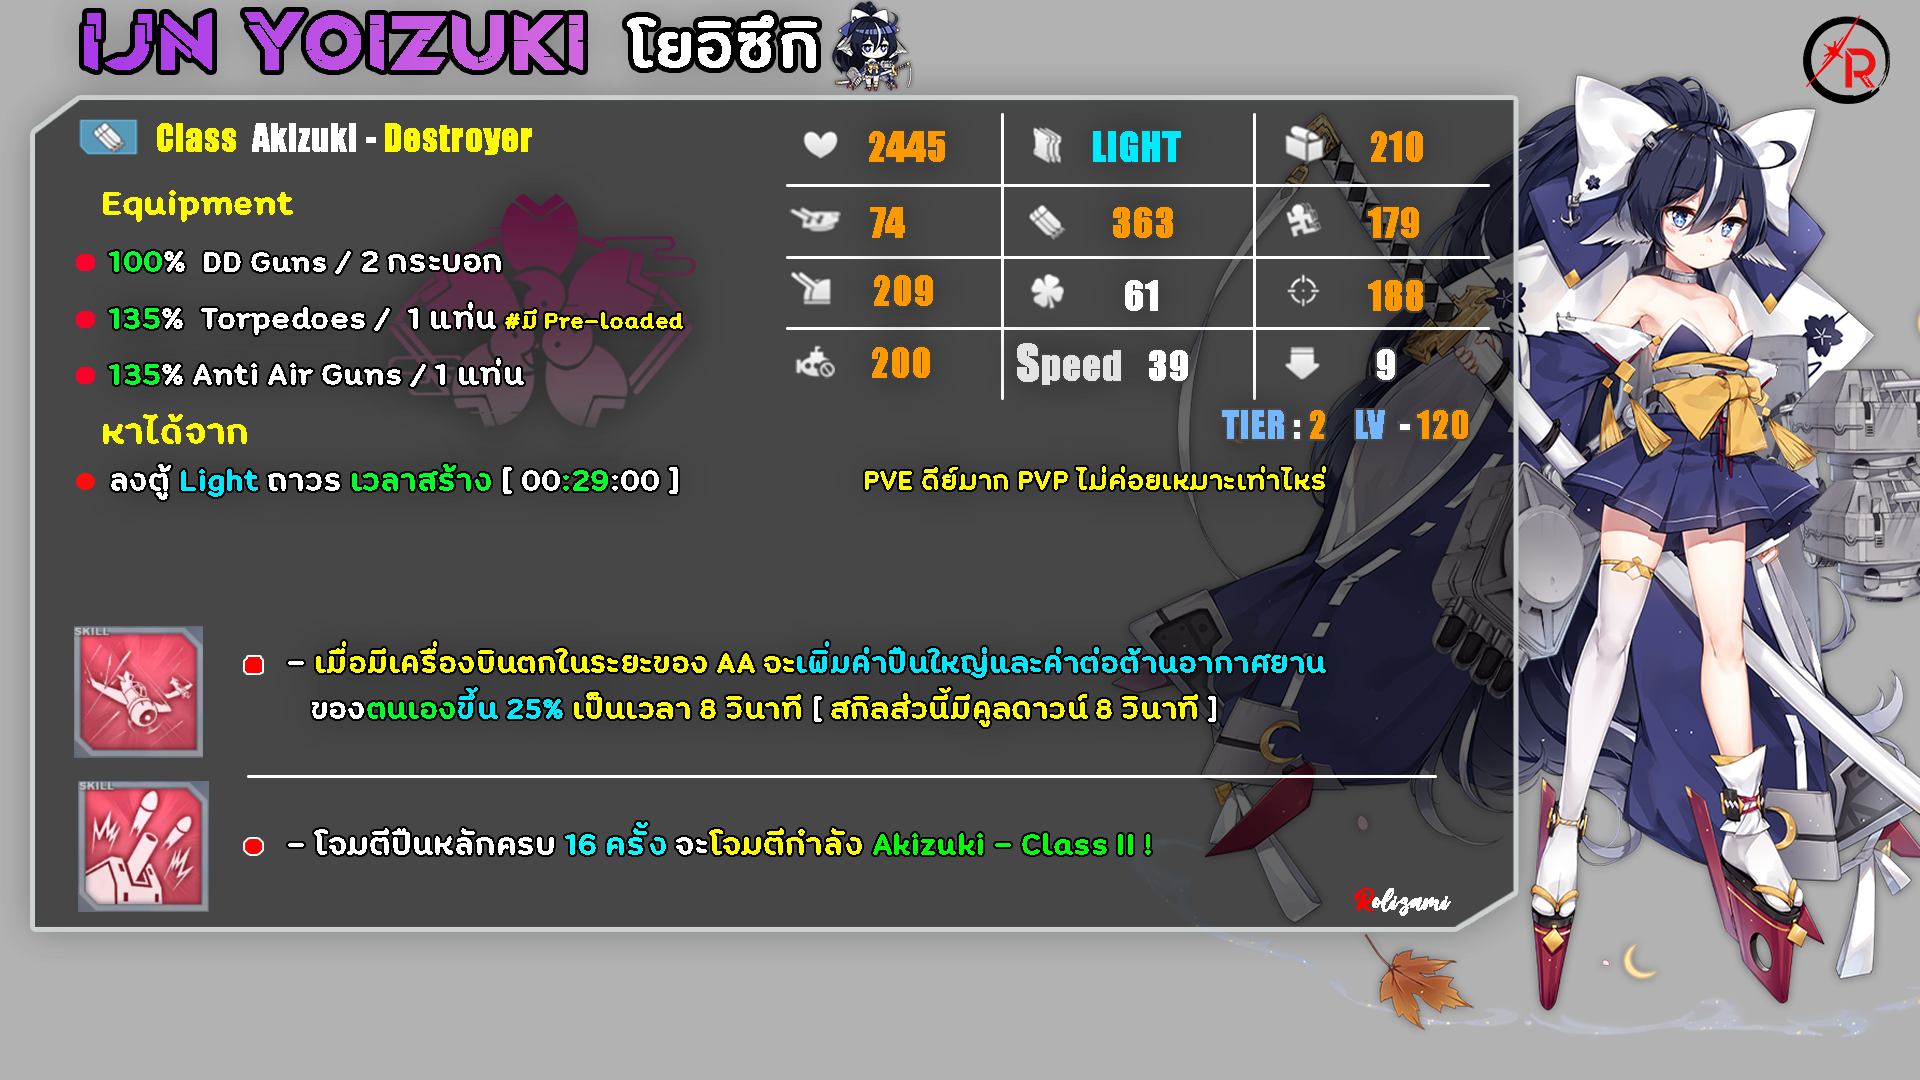 IJN YOIZUKI โยอิซึกิ
R
Class Akizuki - Destroyer
Equipment
100% DD Guns / 2 กระบอก
135% Torpedoes / 1 แท่น #มี Pre-loaded
135% Anti Air Guns / 1 แท่น
หาได้จาก
ลงตู้ Light ถาวร เวลาสร้าง [ 00:29:00 ]
2445 LIGHT 210
74 363 179
209 61 188
200 Speed 39 9
TIER : 2 LV - 120
PVE ดีย์มาก PVP ไม่ค่อยเหมาะเท่าไหร่
SKILL
- เมื่อมีเครื่องบินตกในระยะของ AA จะเพิ่มค่าปืนใหญ่และค่าต่อต้านอากาศยาน
ของตนเองขึ้น 25% เป็นเวลา 8 วินาที [ สกิลส่วนนี้มีคูลดาวน์ 8 วินาที ]
SKILL
- โจมตีปืนหลักครบ 16 ครั้ง จะโจมตีกำลัง Akizuki - Class II !
Rolizami